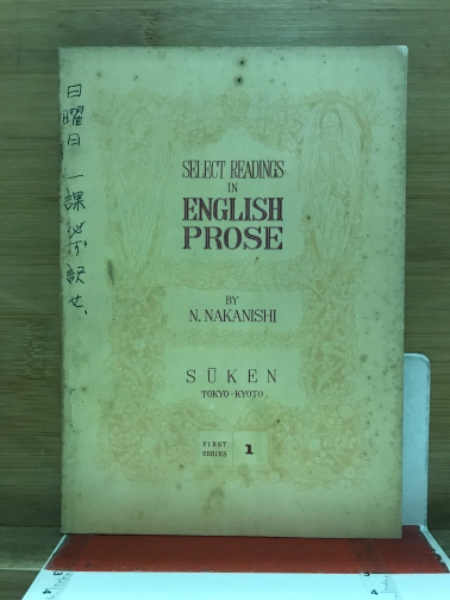 日曜日 一課必ず訳せ、
SELECT READINGS
IN
ENGLISH
PROSE
BY
N. NAKANISHI
SŪKEN
TOKYO-KYOTO
FIRST
SERIES 1